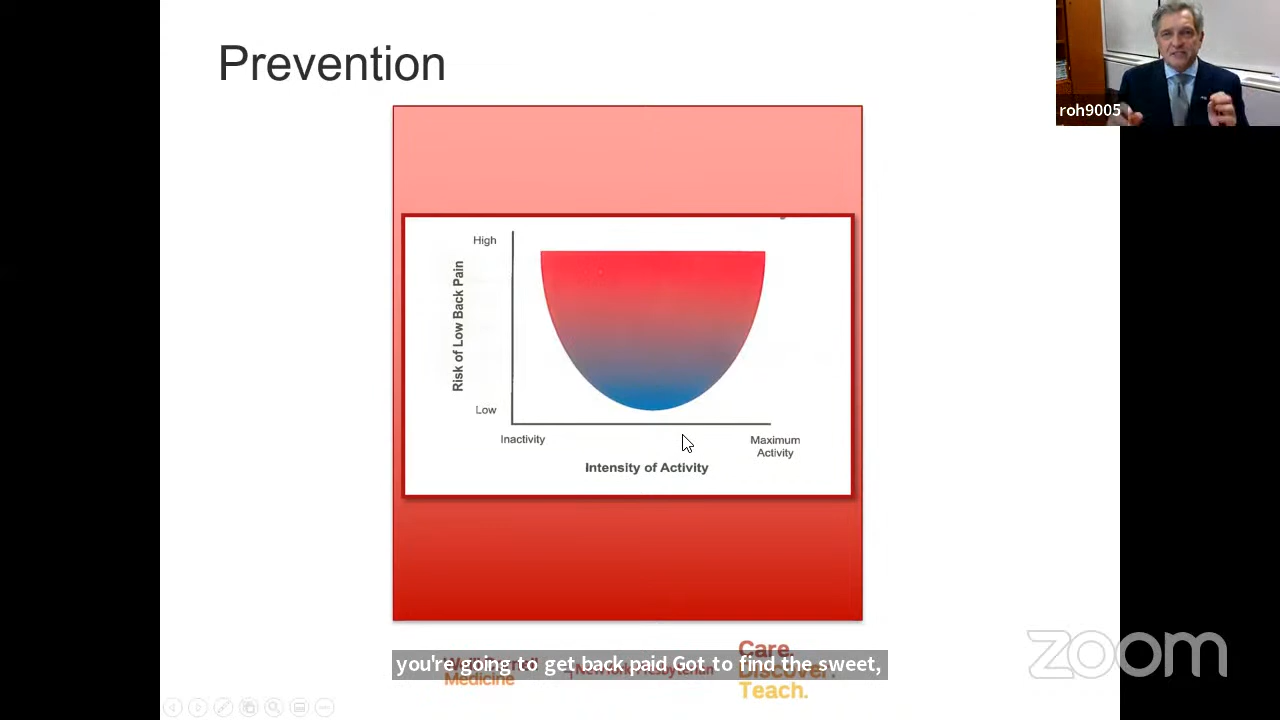 Prevention
roh9005
High
Risk of Low Back Pain
Low
Inactivity
Maximum
Activity
Intensity of Activity
you're going to get back paid Got to find the sweet,
Medicine
Care.
Discover.
Teach.
zoom